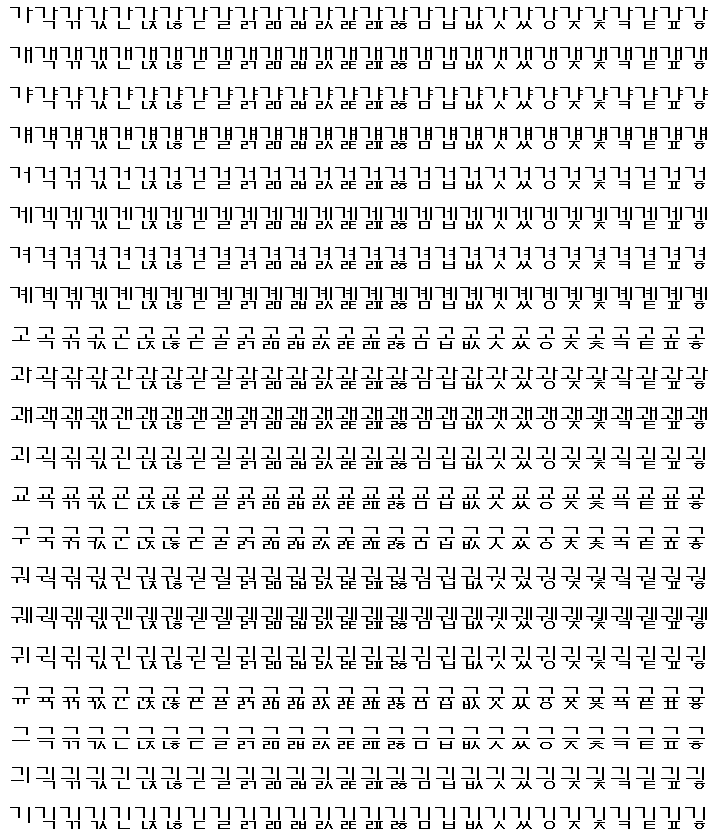 가각갂갃간갅갆갇갈갉갊갋갌갍갎갏감갑값갓갔강갖갗갘같갚갛
개객갞갟갠갡갢갣갤갥갦갧갨갩갪갫갬갭갮갯갰갱갲갳갴갵갶갷
갸갹갺갻갼갽갾갿걀걁걂걃걄걅걆걇걈걉걊걋걌걍걎걏걐걑걒걓
걔걕걖걗걘걙걚걛걜걝걞걟걠걡걢걣걤걥걦걧걨걩걪걫걬걭걮걯
거걱걲걳건걵걶걷걸걹걺걻걼걽걾걿검겁겂것겄겅겆겇겈겉겊겋
게겍겎겏겐겑겒겓겔겕겖겗겘겙겚겛겜겝겞겟겠겡겢겣겤겥겦겧
겨격겪겫견겭겮겯결겱겲겳겴겵겶겷겸겹겺겻겼경겾겿곀곁곂곃
계곅곆곇곈곉곊곋곌곍곎곏곐곑곒곓곔곕곖곗곘곙곚곛곜곝곞곟
고곡곢곣곤곥곦곧골곩곪곫곬곭곮곯곰곱곲곳곴공곶곷곸곹곺곻
과곽곾곿관괁괂괃괄괅괆괇괈괉괊괋괌괍괎괏괐광괒괓괔괕괖괗
괘괙괚괛괜괝괞괟괠괡괢괣괤괥괦괧괨괩괪괫괬괭괮괯괰괱괲괳
괴괵괶괷괸괹괺괻괼괽괾괿굀굁굂굃굄굅굆굇굈굉굊굋굌굍굎굏
교굑굒굓굔굕굖굗굘굙굚굛굜굝굞굟굠굡굢굣굤굥굦굧굨굩굪굫
구국굮굯군굱굲굳굴굵굶굷굸굹굺굻굼굽굾굿궀궁궂궃궄궅궆궇
궈궉궊궋권궍궎궏궐궑궒궓궔궕궖궗궘궙궚궛궜궝궞궟궠궡궢궣
궤궥궦궧궨궩궪궫궬궭궮궯궰궱궲궳궴궵궶궷궸궹궺궻궼궽궾궿
귀귁귂귃귄귅귆귇귈귉귊귋귌귍귎귏귐귑귒귓귔귕귖귗귘귙귚귛
규귝귞귟균귡귢귣귤귥귦귧귨귩귪귫귬귭귮귯귰귱귲귳귴귵귶귷
그극귺귻근귽귾귿글긁긂긃긄긅긆긇금급긊긋긌긍긎긏긐긑긒긓
긔긕긖긗긘긙긚긛긜긝긞긟긠긡긢긣긤긥긦긧긨긩긪긫긬긭긮긯
기긱긲긳긴긵긶긷길긹긺긻긼긽긾긿김깁깂깃깄깅깆깇깈깉깊깋